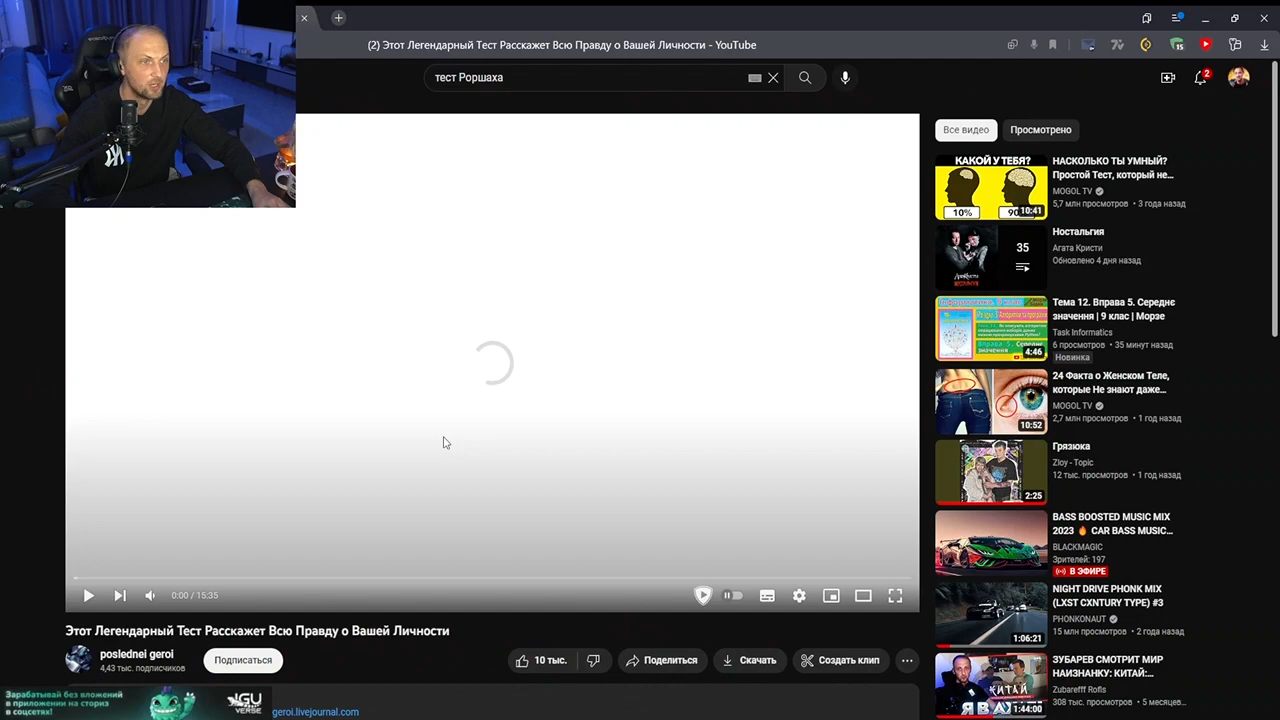 (2) Этот Легендарный Тест Расскажет Всю Правду о Вашей Личности - YouTube
15
тест Роршаха
2
Все видео
Просмотрено
КАКОЙ У ТЕБЯ?
10%
10:41
НАСКОЛЬКО ТЫ УМНЫЙ?
Простой Тест, который не…
MOGOL TV
5,7 млн просмотров • 3 года назад
35
Ностальгия
Агата Кристи
Обновлено 4 дня назад
4:46
Тема 12. Вправа 5. Середнє
значення | 9 клас | Морзе
Task Informatics
6 просмотров • 35 минут назад
Новинка
10:52
24 Факта о Женском Теле,
которые Не знают даже…
MOGOL TV
2,7 млн просмотров • 1 год назад
2:25
Грязюка
Zloy - Topic
12 тыс. просмотров • 1 год назад
BASS BOOSTED MUSIC MIX
2023 🔥 CAR BASS MUSIC…
BLACKMAGIC
Зрителей: 197
В ЭФИРЕ
1:06:21
NIGHT DRIVE PHONK MIX
(LXST CXNTURY TYPE) #3
PHONKONAUT
15 млн просмотров • 2 года назад
КИТАЙ
1:44:00
ЗУБАРЕВ СМОТРИТ МИР
НАИЗНАНКУ: КИТАЙ:…
Zubarefff Rofls
308 тыс. просмотров • 5 месяцев…
0:00 / 15:35
Этот Легендарный Тест Расскажет Всю Правду о Вашей Личности
poslednei geroi
4,43 тыс. подписчиков
Подписаться
10 тыс.
Поделиться
Скачать
Создать клип
Зарабатывай без вложений
в приложении на сториз
в соцсетях!
GU
VERSE
geroi.livejournal.com